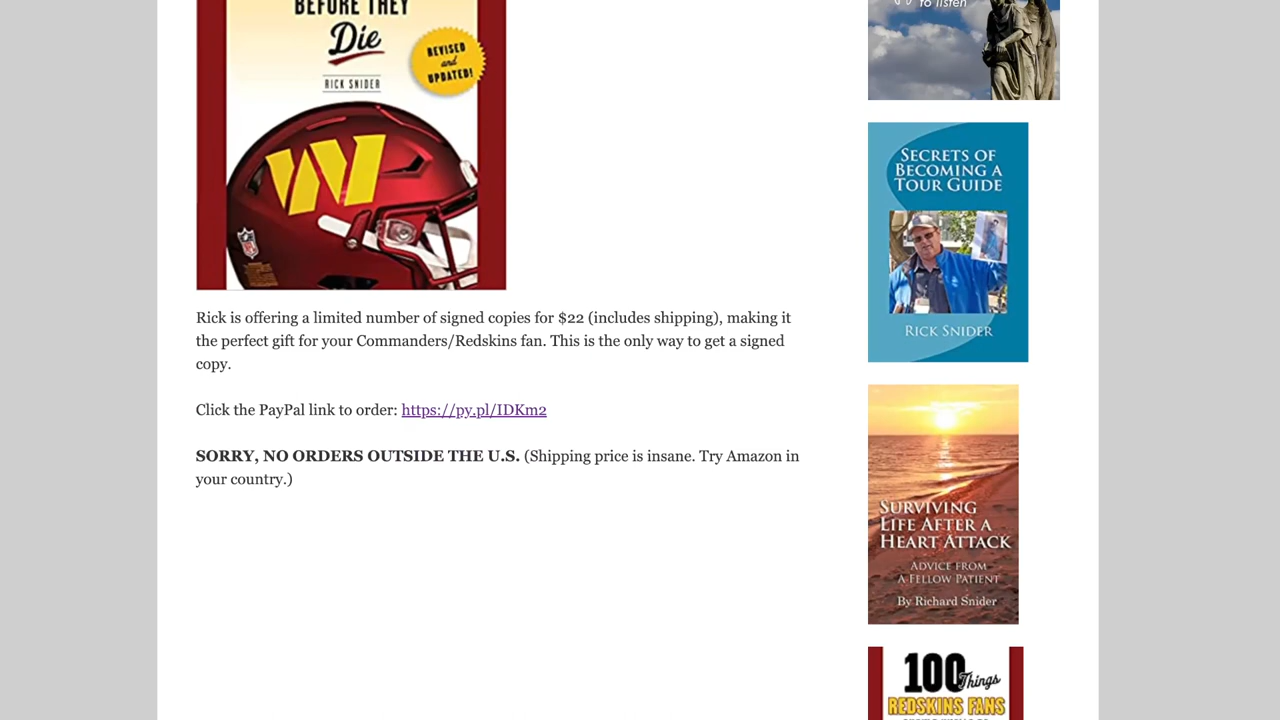 BEFORE THEY
Die
REVISED
and
UPDATED!
RICK SNIDER
W
Rick is offering a limited number of signed copies for $22 (includes shipping), making it
the perfect gift for your Commanders/Redskins fan. This is the only way to get a signed
copy.
Click the PayPal link to order: https://py.pl/IDKm2
SORRY, NO ORDERS OUTSIDE THE U.S. (Shipping price is insane. Try Amazon in
your country.)
to listen
SECRETS OF
BECOMING A
TOUR GUIDE
RICK SNIDER
SURVIVING
LIFE AFTER A
HEART ATTACK
ADVICE FROM
A FELLOW PATIENT
By Richard Snider
100 Things
REDSKINS FANS